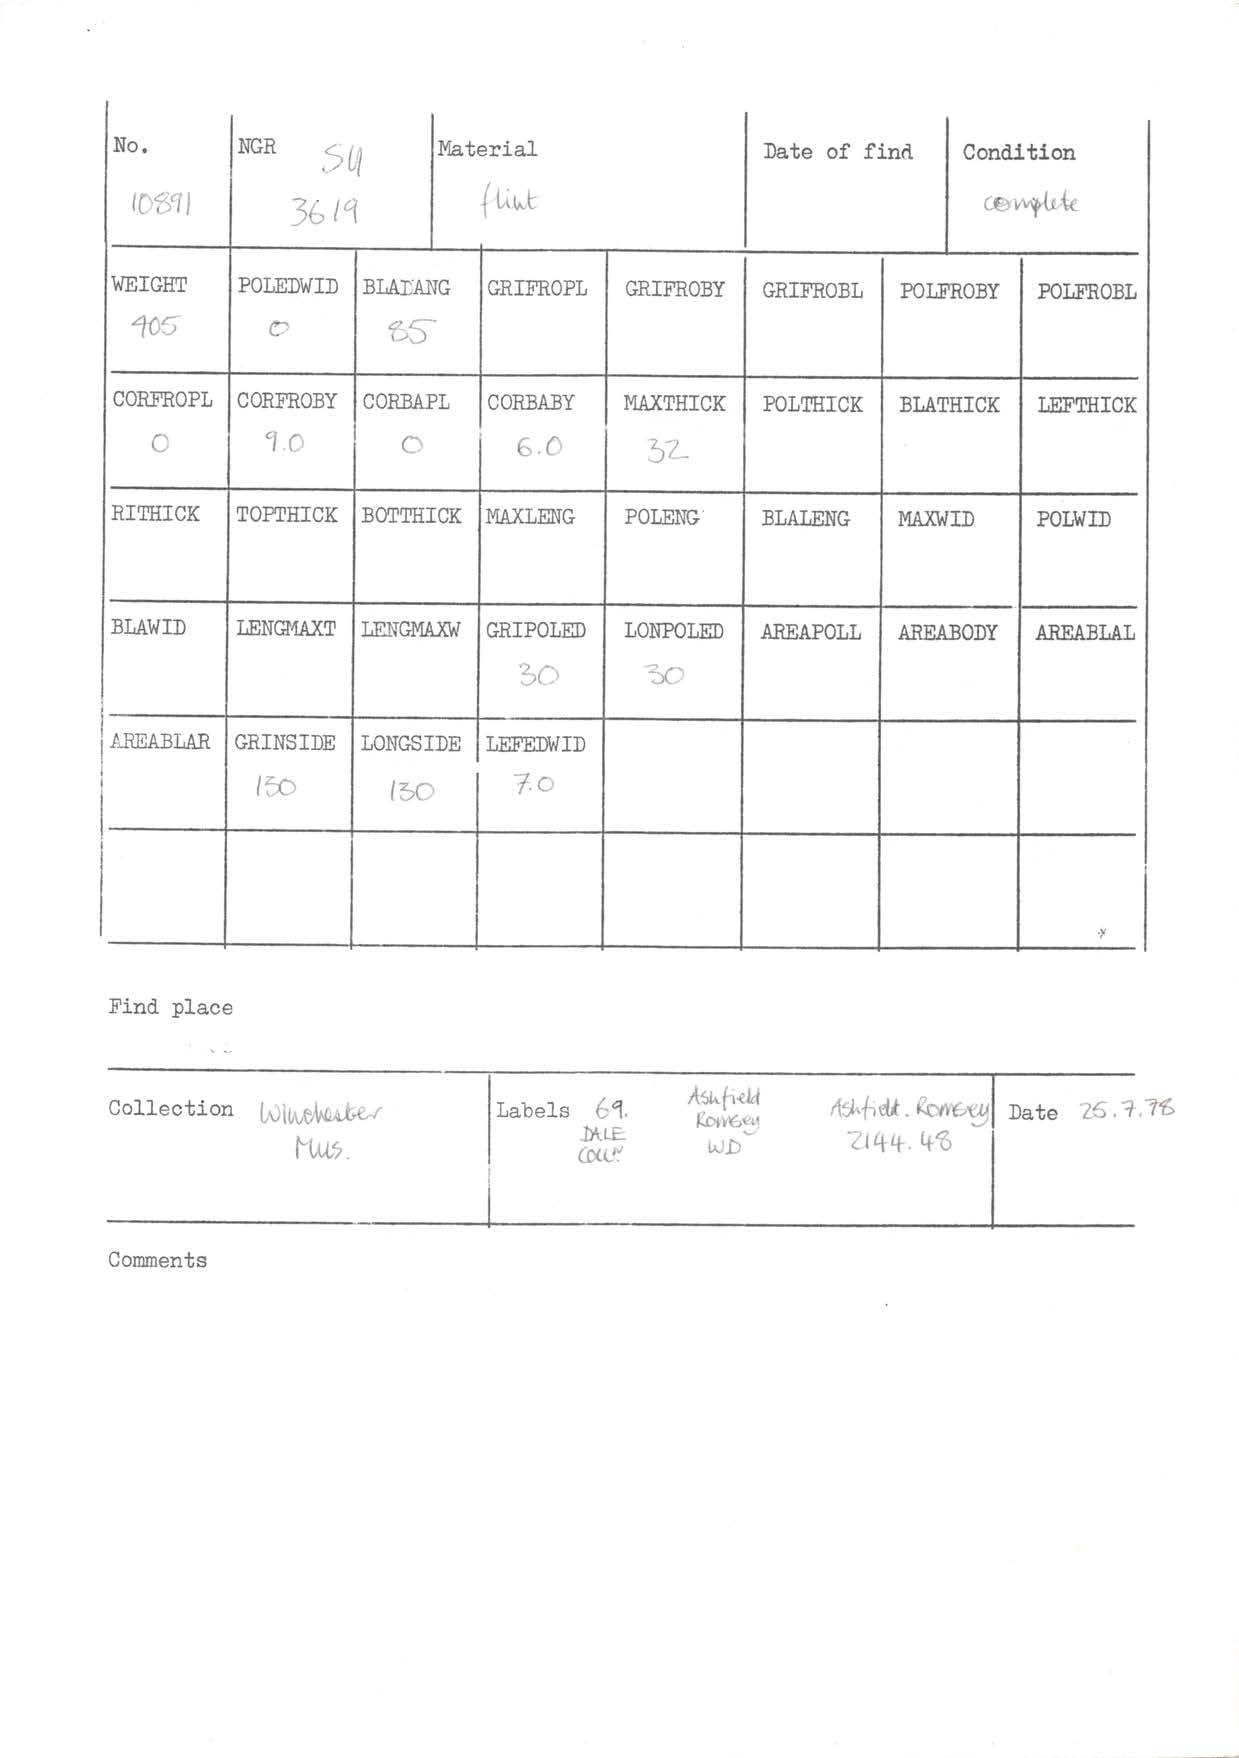 No. NGR SU Material Date of find Condition
10891 3619 flint complete
WEIGHT POLEDWID BLADANG GRIFROPL GRIFROBY GRIFROBL POLFROBY POLFROBL
405 0 85
CORFROPL CORFROBY CORBAPL CORBABY MAXTHICK POLTHICK BLATHICK LEFTHICK
0 9.0 0 6.0 32
RITHICK TOPTHICK BOTTHICK MAXLENG POLENG BLALENG MAXWID POLWID
BLAWID LENGMAXT LENGMAXW GRIPOLED LONPOLED AREAPOLL AREABODY AREABLAL
30 30
AREABLAR GRINSIDE LONGSIDE LEFEDWID
130 130 7.0
Find place
Collection Winchester Mus.
Labels 69. DALE COLLN.
Ashfield Romsey WD
Ashfield. Romsey 2144.48
Date 25.7.78
Comments